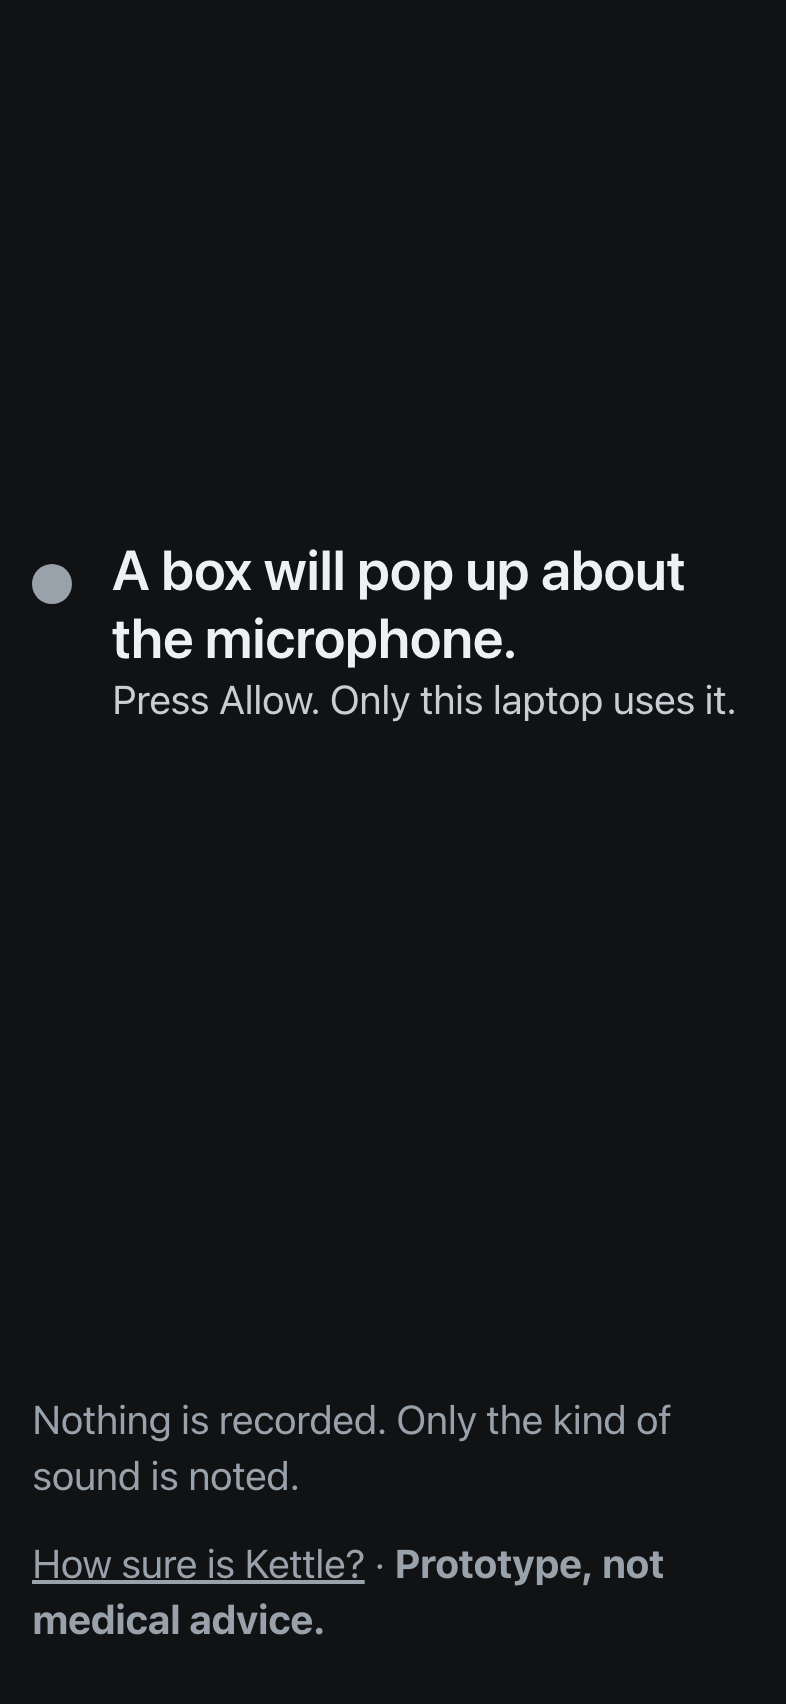 A box will pop up about
the microphone.
Press Allow. Only this laptop uses it.
Nothing is recorded. Only the kind of
sound is noted.
How sure is Kettle? · Prototype, not
medical advice.